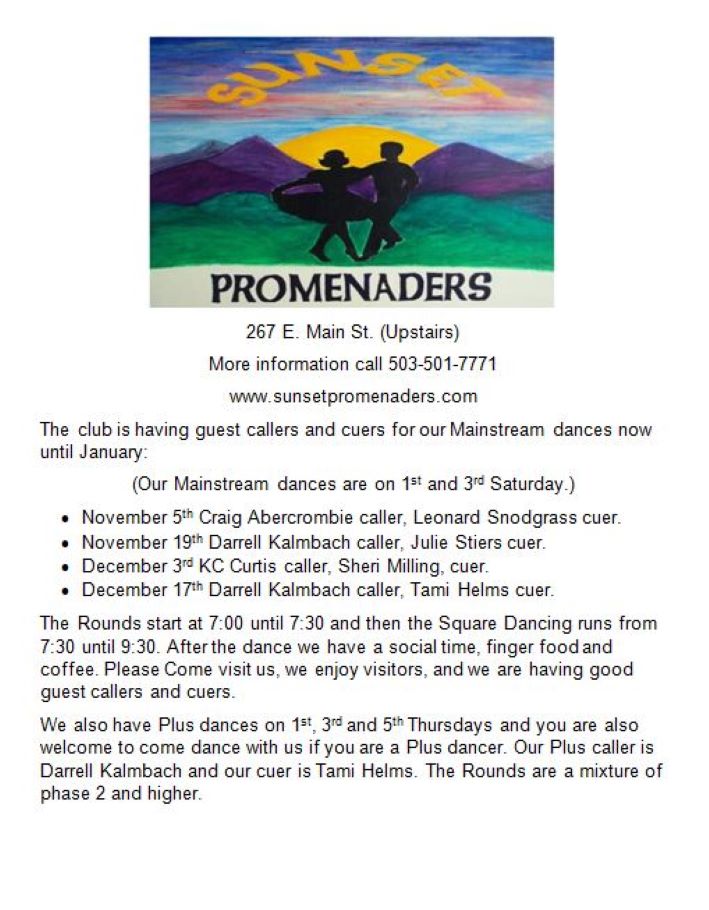 SUNSET
PROMENADERS
267 E. Main St. (Upstairs)
More information call 503-501-7771
www.sunsetpromenaders.com
The club is having guest callers and cuers for our Mainstream dances now
until January:
(Our Mainstream dances are on 1st and 3rd Saturday.)
• November 5th Craig Abercrombie caller, Leonard Snodgrass cuer.
• November 19th Darrell Kalmbach caller, Julie Stiers cuer.
• December 3rd KC Curtis caller, Sheri Milling, cuer.
• December 17th Darrell Kalmbach caller, Tami Helms cuer.
The Rounds start at 7:00 until 7:30 and then the Square Dancing runs from
7:30 until 9:30. After the dance we have a social time, finger food and
coffee. Please Come visit us, we enjoy visitors, and we are having good
guest callers and cuers.
We also have Plus dances on 1st, 3rd and 5th Thursdays and you are also
welcome to come dance with us if you are a Plus dancer. Our Plus caller is
Darrell Kalmbach and our cuer is Tami Helms. The Rounds are a mixture of
phase 2 and higher.